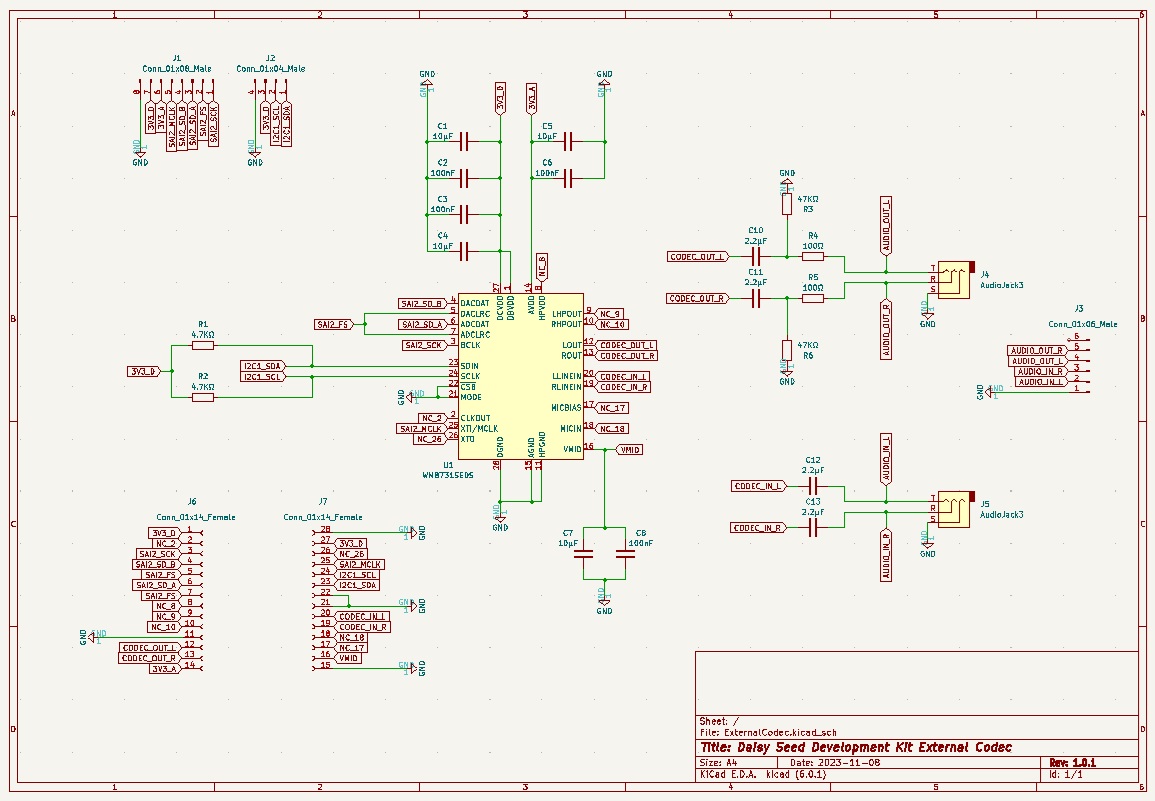 1 2 3 4 5 6
A A
B B
C C
D D
J1
Conn_01x08_Male
8 7 6 5 4 3 2 1
3V3_D
3V3_A
SAI2_MCLK
SAI2_SD_B
SAI2_SD_A
SAI2_FS
SAI2_SCK
GND
J2
Conn_01x04_Male
4 3 2 1
3V3_D
I2C1_SCL
I2C1_SDA
GND
GND
3V3_D
3V3_A
GND
C1
10µF
C2
100nF
C3
100nF
C4
10µF
C5
10µF
C6
100nF
NC_8
27 DCVDD
1 DBVDD
14 AVDD
8 HPVDD
SAI2_SD_B 4 DACDAT
5 DACLRC
SAI2_FS
SAI2_SD_A 6 ADCDAT
7 ADCLRC
SAI2_SCK 3 BCLK
I2C1_SDA 23 SDIN
I2C1_SCL 24 SCLK
22 CSB
GND 21 MODE
NC_2 2 CLKOUT
SAI2_MCLK 25 XTI/MCLK
NC_26 26 XTO
LHPOUT 9 NC_9
RHPOUT 10 NC_10
LOUT 12 CODEC_OUT_L
ROUT 13 CODEC_OUT_R
LLINEIN 20 CODEC_IN_L
RLINEIN 19 CODEC_IN_R
MICBIAS 17 NC_17
MICIN 18 NC_18
VMID 16 VMID
DGND 28
AGND 15
HPGND 11
U1
WM8731SEDS
GND
R1
4.7KΩ
3V3_D
R2
4.7KΩ
C7
10µF
C8
100nF
GND
GND
47KΩ
R3
C10
2.2µF
R4
100Ω
CODEC_OUT_L
C11
2.2µF
R5
100Ω
CODEC_OUT_R
47KΩ
R6
GND
AUDIO_OUT_L
AUDIO_OUT_R
T
R
S
J4
AudioJack3
GND
J3
Conn_01x06_Male
6
AUDIO_OUT_R 5
AUDIO_OUT_L 4
AUDIO_IN_R 3
AUDIO_IN_L 2
GND 1
C12
2.2µF
CODEC_IN_L
C13
2.2µF
CODEC_IN_R
AUDIO_IN_L
AUDIO_IN_R
T
R
S
J5
AudioJack3
GND
J6
Conn_01x14_Female
3V3_D 1
NC_2 2
SAI2_SCK 3
SAI2_SD_B 4
SAI2_FS 5
SAI2_SD_A 6
SAI2_FS 7
NC_8 8
NC_9 9
NC_10 10
GND 11
CODEC_OUT_L 12
CODEC_OUT_R 13
3V3_A 14
J7
Conn_01x14_Female
28 GND
27 3V3_D
26 NC_26
25 SAI2_MCLK
24 I2C1_SCL
23 I2C1_SDA
22
21 GND
20 CODEC_IN_L
19 CODEC_IN_R
18 NC_18
17 NC_17
16 VMID
15 GND
Sheet: /
File: ExternalCodec.kicad_sch
Title: Daisy Seed Development Kit External Codec
Size: A4 Date: 2023-11-08 Rev: 1.0.1
KiCad E.D.A. kicad (6.0.1) Id: 1/1
1 2 3 4 5 6